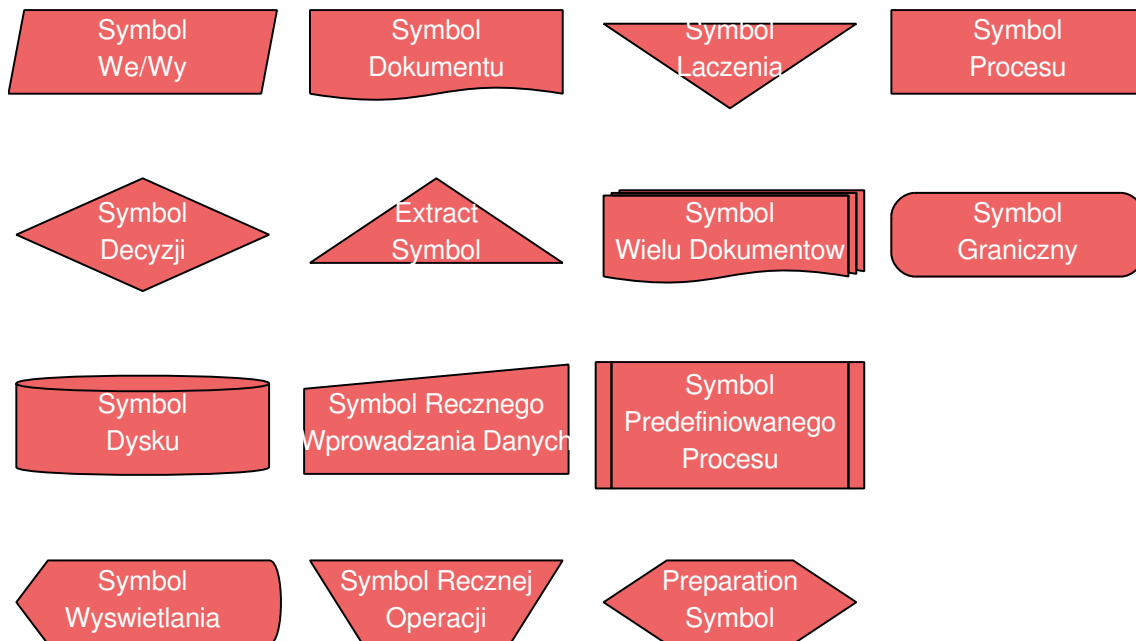 Symbol
We/Wy
Symbol
Dokumentu
Symbol
Laczenia
Symbol
Procesu
Symbol
Decyzji
Extract
Symbol
Symbol
Wielu Dokumentow
Symbol
Graniczny
Symbol
Dysku
Symbol Recznego
Wprowadzania Danych
Symbol
Predefiniowanego
Procesu
Symbol
Wyswietlania
Symbol Recznej
Operacji
Preparation
Symbol